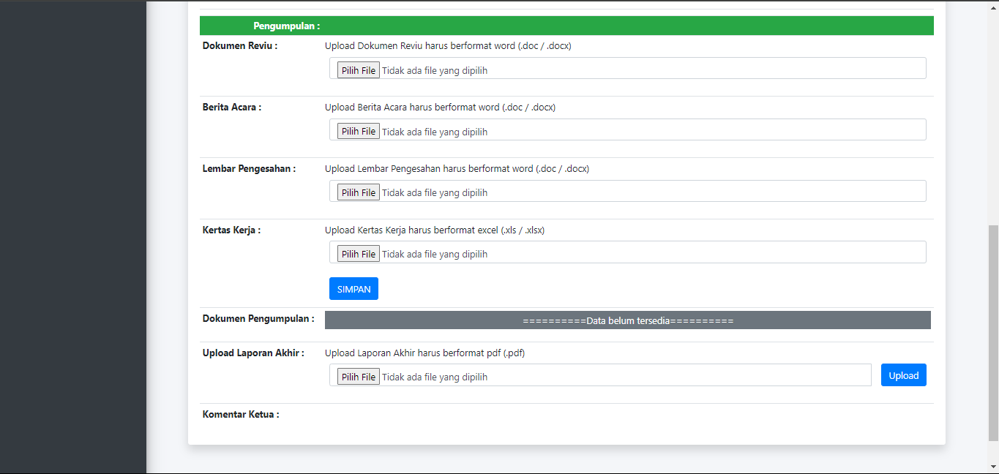 Pengumpulan :
Dokumen Reviu : Upload Dokumen Reviu harus berformat word (.doc / .docx)
Pilih File Tidak ada file yang dipilih
Berita Acara : Upload Berita Acara harus berformat word (.doc / .docx)
Pilih File Tidak ada file yang dipilih
Lembar Pengesahan : Upload Lembar Pengesahan harus berformat word (.doc / .docx)
Pilih File Tidak ada file yang dipilih
Kertas Kerja : Upload Kertas Kerja harus berformat excel (.xls / .xlsx)
Pilih File Tidak ada file yang dipilih
SIMPAN
Dokumen Pengumpulan : ==========Data belum tersedia==========
Upload Laporan Akhir : Upload Laporan Akhir harus berformat pdf (.pdf)
Pilih File Tidak ada file yang dipilih Upload
Komentar Ketua :